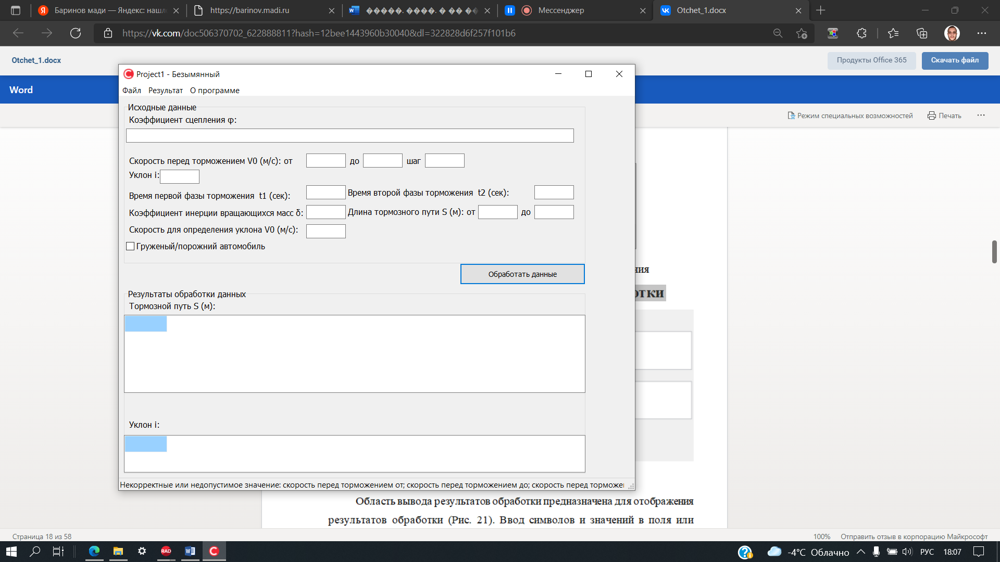 Баринов мади — Яндекс: нашл
https://barinov.madi.ru
�����. ����. � �� ��
Мессенджер
Otchet_1.docx
https://vk.com/doc506370702_622888811?hash=12bee1443960b30040&dl=322828d6f257f101b6
Otchet_1.docx
Продукты Office 365
Скачать файл
Word
Режим специальных возможностей
Печать
Project1 - Безымянный
Файл Результат О программе
Исходные данные
Коэффициент сцепления φ:
Скорость перед торможением V0 (м/с): от до шаг
Уклон i:
Время первой фазы торможения t1 (сек): Время второй фазы торможения t2 (сек):
Коэффициент инерции вращающихся масс δ: Длина тормозного пути S (м): от до
Скорость для определения уклона V0 (м/с):
Груженый/порожний автомобиль
Обработать данные
Результаты обработки данных
Тормозной путь S (м):
Уклон i:
Некорректные или недопустимое значение: скорость перед торможением от; скорость перед торможением до; скорость перед торможе
ния
отки
Область вывода результатов обработки предназначена для отображения
результатов обработки (Рис. 21). Ввод символов и значений в поля или
Страница 18 из 58
100%
Отправить отзыв в корпорацию Майкрософт
RAD
-4°C Облачно
РУС
18:07